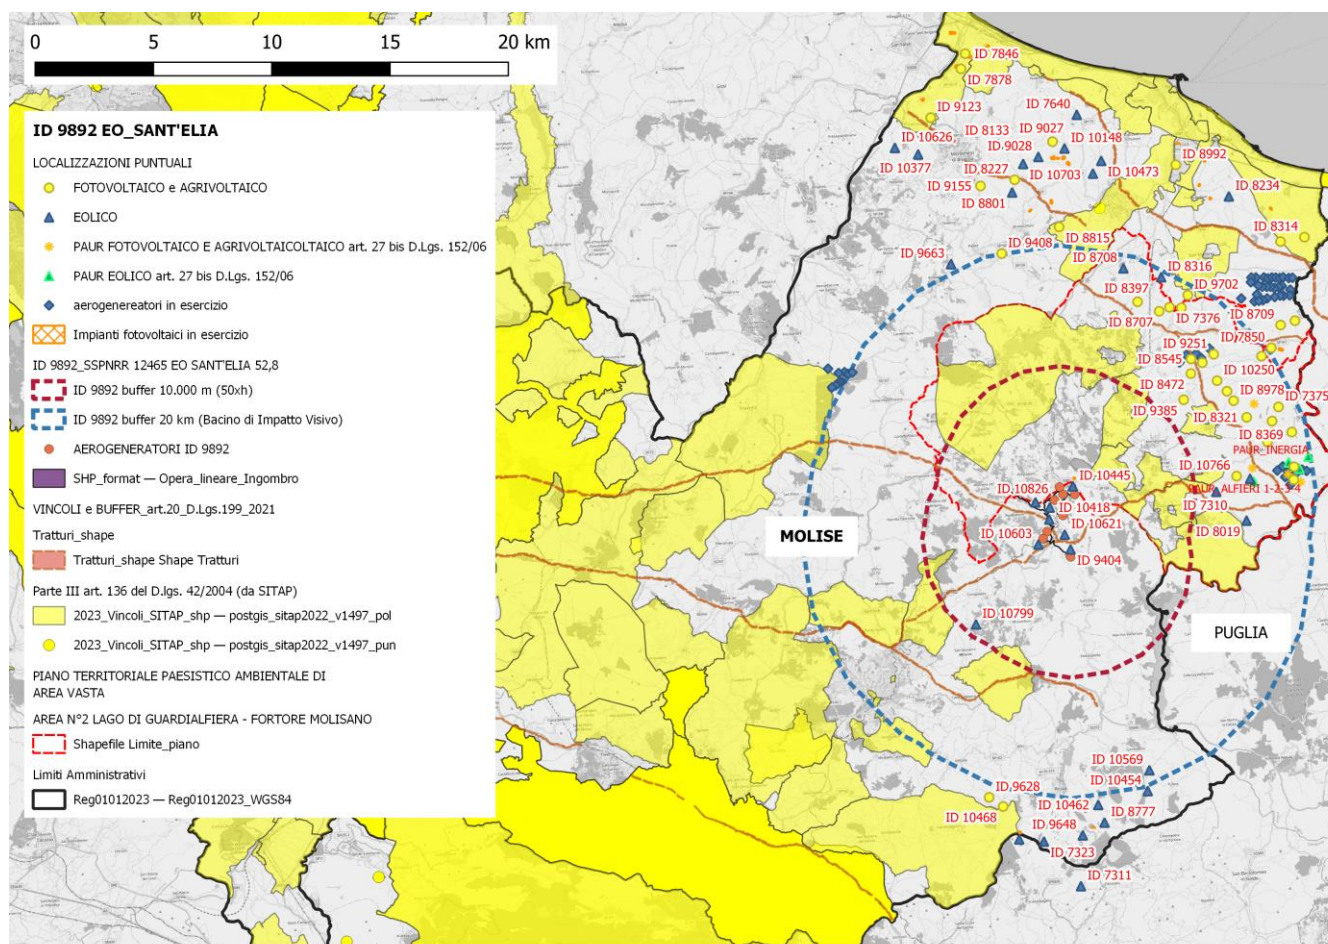 0 5 10 15 20 km
ID 9892 EO_SANT'ELIA
LOCALIZZAZIONI PUNTUALI
FOTOVOLTAICO e AGRIVOLTAICO
EOLICO
PAUR FOTOVOLTAICO E AGRIVOLTAICOLTAICO art. 27 bis D.Lgs. 152/06
PAUR EOLICO art. 27 bis D.Lgs. 152/06
aerogenereatori in esercizio
Impianti fotovoltaici in esercizio
ID 9892_SSPNRR 12465 EO SANT'ELIA 52,8
ID 9892 buffer 10.000 m (50xh)
ID 9892 buffer 20 km (Bacino di Impatto Visivo)
AEROGENERATORI ID 9892
SHP_format — Opera_lineare_Ingombro
VINCOLI e BUFFER_art.20_D.Lgs.199_2021
Tratturi_shape
Tratturi_shape Shape Tratturi
Parte III art. 136 del D.lgs. 42/2004 (da SITAP)
2023_Vincoli_SITAP_shp — postgis_sitap2022_v1497_pol
2023_Vincoli_SITAP_shp — postgis_sitap2022_v1497_pun
PIANO TERRITORIALE PAESISTICO AMBIENTALE DI
AREA VASTA
AREA N°2 LAGO DI GUARDIALFIERA - FORTORE MOLISANO
Shapefile Limite_piano
Limiti Amministrativi
Reg01012023 — Reg01012023_WGS84
ID 7846
ID 7878
ID 9123
ID 7640
ID 10626
ID 8133
ID 9027
ID 10148
ID 9028
ID 10377
ID 8227
ID 10703
ID 10473
ID 8992
ID 9155
ID 8801
ID 8234
ID 8314
ID 9408
ID 8815
ID 9663
ID 8708
ID 8316
ID 8397
ID 9702
ID 8707
ID 7376
ID 8709
ID 9251
ID 7850
ID 8545
ID 10250
ID 8472
ID 8978
ID 7375
ID 9385
ID 8321
ID 8369
PAUR INERGIA
ID 10766
ID 10445
PAUR ALFIERI 1-2-3-4
ID 10826
ID 10418
ID 7310
ID 10621
ID 10603
ID 8019
MOLISE
ID 9404
ID 10799
PUGLIA
ID 10569
ID 10454
ID 9628
ID 10462
ID 8777
ID 10468
ID 9648
ID 7323
ID 7311